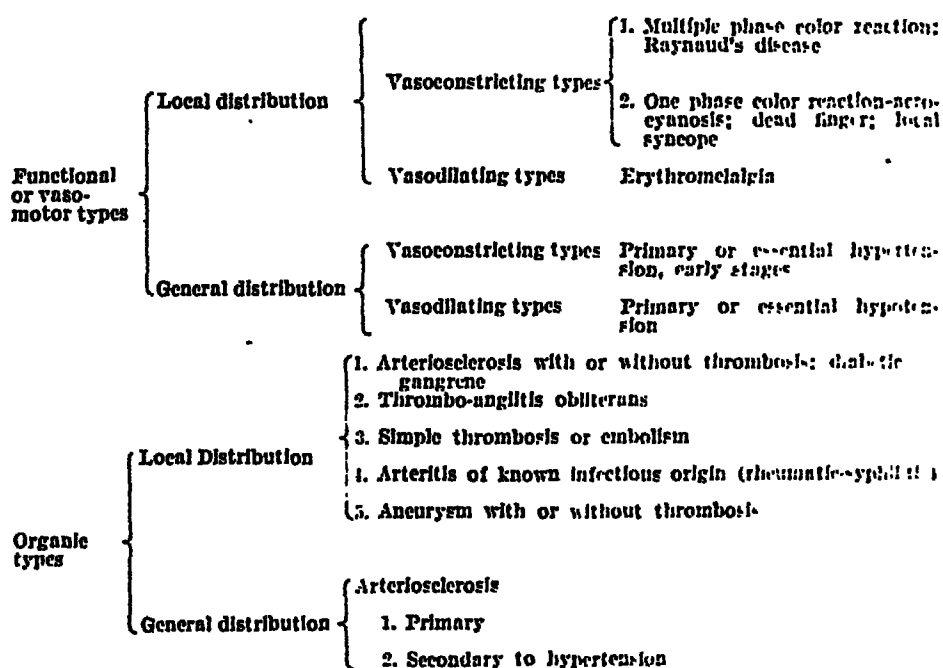 1. Multiple phase color reaction;
Raynaud's disease
Vasoconstricting types
2. One phase color reaction-acro-
cyanosis; dead finger; local
syncope
Local distribution
Vasodilating types Erythromelalgia
Functional
or vaso-
motor types
Vasoconstricting types Primary or essential hyperten-
sion, early stages
General distribution
Vasodilating types Primary or essential hypoten-
sion
1. Arteriosclerosis with or without thrombosis; diabetic
gangrene
2. Thrombo-angiitis obliterans
Local Distribution
3. Simple thrombosis or embolism
4. Arteritis of known infectious origin (rheumatic-syphilitic)
5. Aneurysm with or without thrombosis
Organic
types
Arteriosclerosis
General distribution
1. Primary
2. Secondary to hypertension